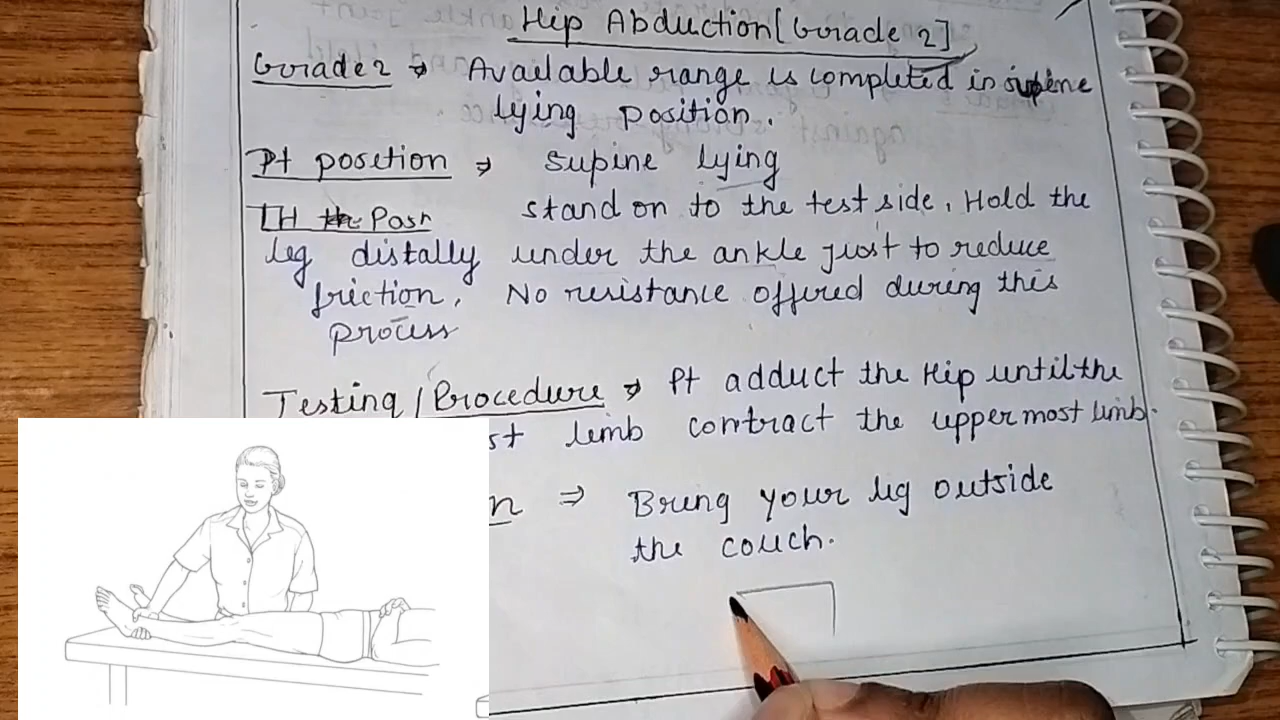 Hip Abduction [Grade 2]
Grade 2 → Available range is completed in supine
lying position.
Pt position → supine lying
TH Posn stand on to the test side. Hold the
leg distally under the ankle just to reduce
friction. No resistance offered during this
process
Testing / Procedure → Pt adduct the Hip until the
st limb contract the uppermost limb.
n ⇒ Bring your leg outside
the couch.